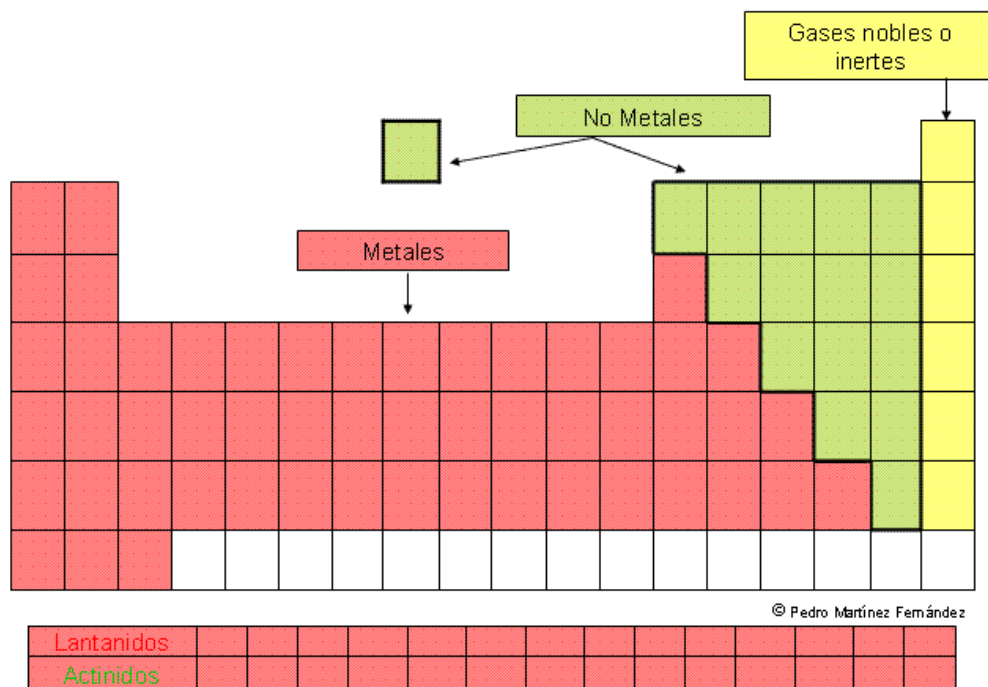 Gases nobles o
inertes
No Metales
Metales
© Pedro Martínez Fernández
Lantanidos
Actinidos